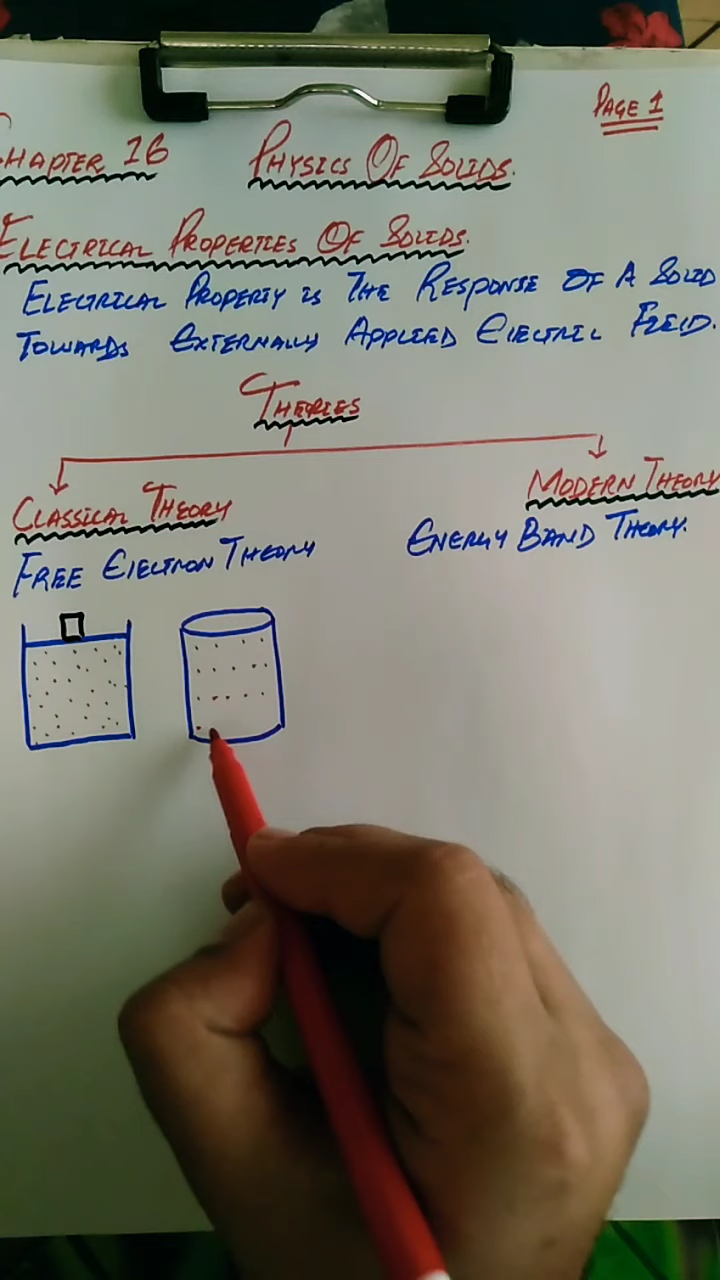 PAGE 1
CHAPTER 16 PHYSICS OF SOLIDS.
ELECTRICAL PROPERTIES OF SOLIDS.
ELECTRICAL PROPERTY IS THE RESPONSE OF A SOLID
TOWARDS EXTERNALLY APPLIED ELECTRIC FIELD.
THEORIES
CLASSICAL THEORY MODERN THEORY
FREE ELECTRON THEORY ENERGY BAND THEORY.